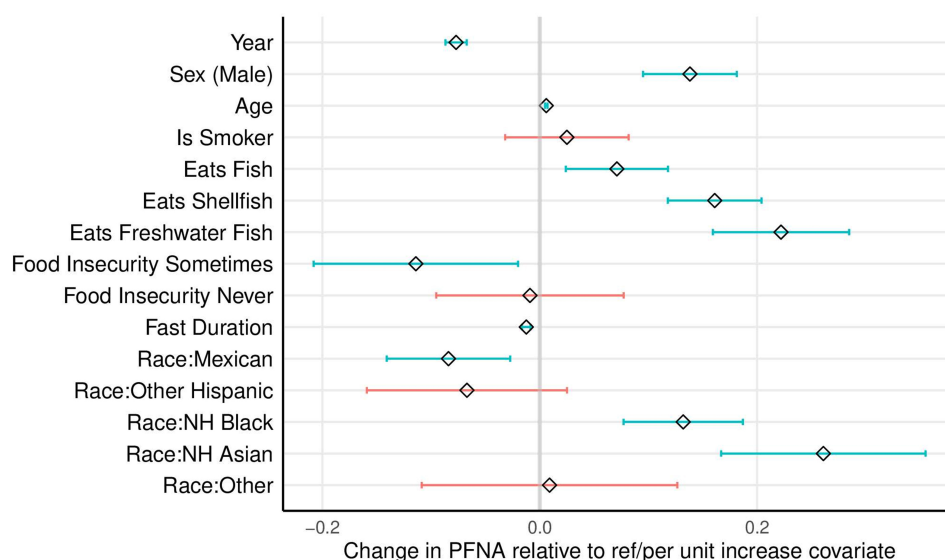 Year
Sex (Male)
Age
Is Smoker
Eats Fish
Eats Shellfish
Eats Freshwater Fish
Food Insecurity Sometimes
Food Insecurity Never
Fast Duration
Race:Mexican
Race:Other Hispanic
Race:NH Black
Race:NH Asian
Race:Other
−0.2 0.0 0.2
Change in PFNA relative to ref/per unit increase covariate